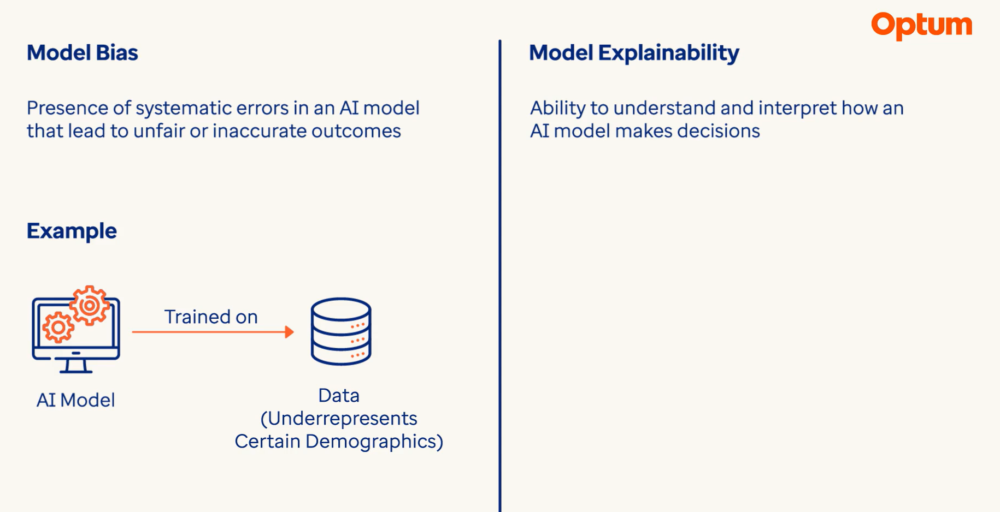 Optum
Model Bias
Presence of systematic errors in an AI model
that lead to unfair or inaccurate outcomes
Example
Trained on
AI Model
Data
(Underrepresents
Certain Demographics)
Model Explainability
Ability to understand and interpret how an
AI model makes decisions